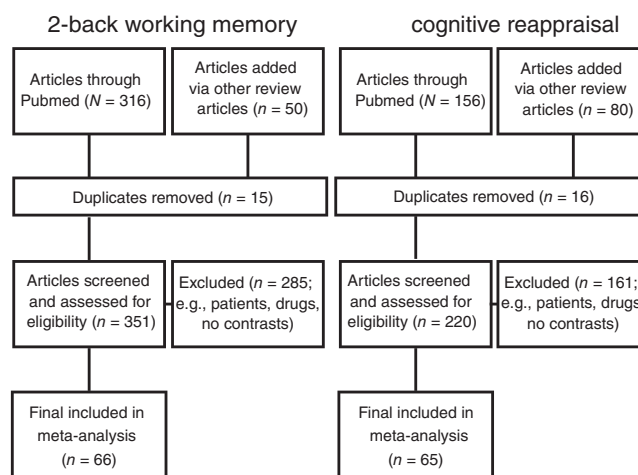 2-back working memory
Articles through
Pubmed (N = 316)
Articles added
via other review
articles (n = 50)
Duplicates removed (n = 15)
Articles screened
and assessed for
eligibility (n = 351)
Excluded (n = 285;
e.g., patients, drugs,
no contrasts)
Final included in
meta-analysis
(n = 66)
cognitive reappraisal
Articles through
Pubmed (N = 156)
Articles added
via other review
articles (n = 80)
Duplicates removed (n = 16)
Articles screened
and assessed for
eligibility (n = 220)
Excluded (n = 161;
e.g., patients, drugs,
no contrasts)
Final included in
meta-analysis
(n = 65)